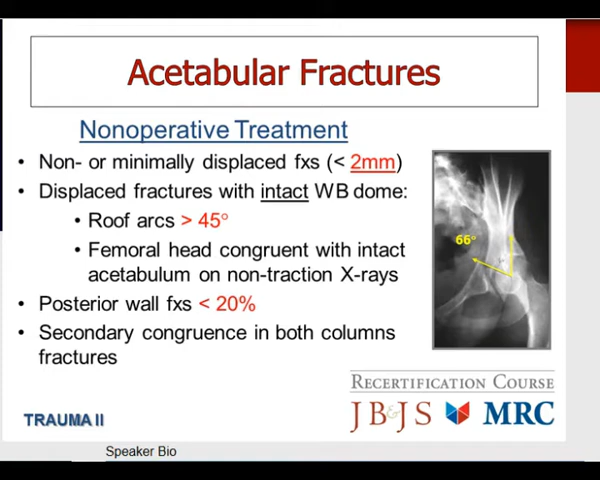 Acetabular Fractures
Nonoperative Treatment
• Non- or minimally displaced fxs (< 2mm)
• Displaced fractures with intact WB dome:
• Roof arcs > 45°
• Femoral head congruent with intact
acetabulum on non-traction X-rays
• Posterior wall fxs < 20%
• Secondary congruence in both columns
fractures
66°
RECERTIFICATION COURSE
JB&JS MRC
TRAUMA II
Speaker Bio